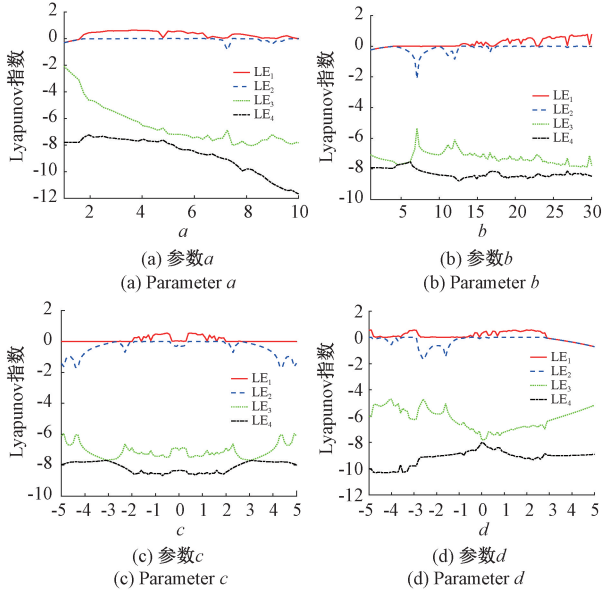 2
0
-2
-4
-6
-8
-10
-12
Lyapunov指数
LE1
LE2
LE3
LE4
2 4 6 8 10
a
(a) 参数a
(a) Parameter a
2
0
-2
-4
-6
-8
-10
Lyapunov指数
LE1
LE2
LE3
LE4
5 10 15 20 25 30
b
(b) 参数b
(b) Parameter b
2
0
-2
-4
-6
-8
-10
Lyapunov指数
LE1
LE2
LE3
LE4
-5 -4 -3 -2 -1 0 1 2 3 4 5
c
(c) 参数c
(c) Parameter c
2
0
-2
-4
-6
-8
-10
12
Lyapunov指数
LE1
LE2
LE3
LE4
-5 -4 -3 -2 -1 0 1 2 3 4 5
d
(d) 参数d
(d) Parameter d